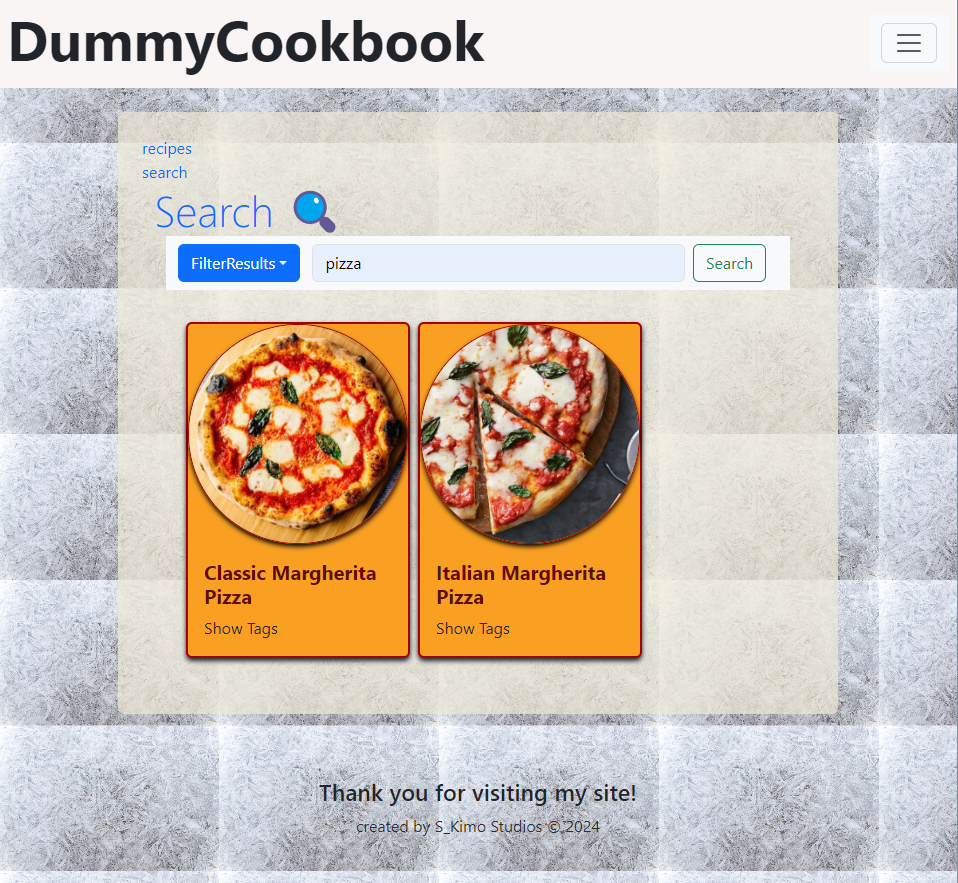 DummyCookbook
recipes
search
Search
FilterResults
pizza
Search
Classic Margherita
Pizza
Show Tags
Italian Margherita
Pizza
Show Tags
Thank you for visiting my site!
created by S_Kimo Studios © 2024